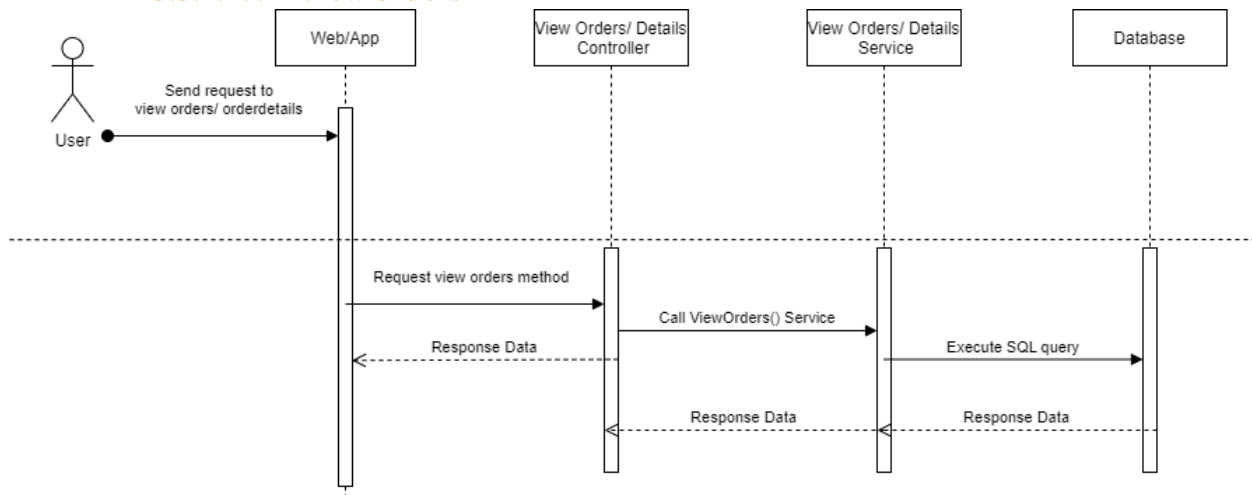 Web/App
View Orders/ Details
Controller
View Orders/ Details
Service
Database
Send request to
view orders/ orderdetails
User
Request view orders method
Call ViewOrders() Service
Response Data
Execute SQL query
Response Data
Response Data